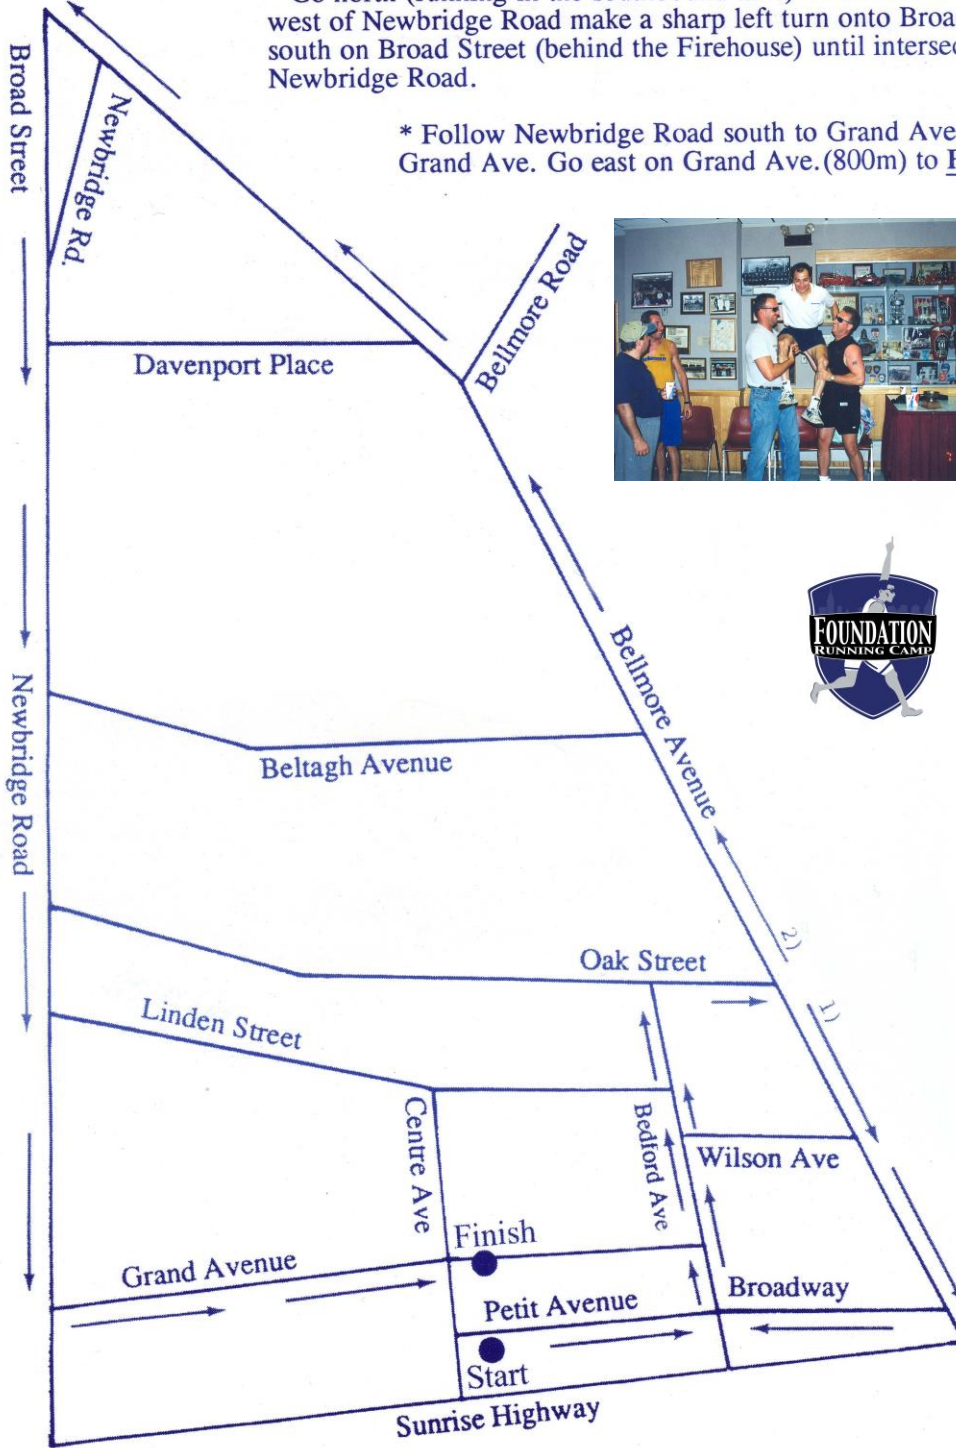 west of Newbridge Road make a sharp left turn onto
south on Broad Street (behind the Firehouse) until
Newbridge Road.
* Follow Newbridge Road south to Grand
Grand Ave. Go east on Grand Ave.(800m) to
Broad Street
Newbridge Rd.
Bellmore Road
Davenport Place
FOUNDATION
RUNNING CAMP
Bellmore Avenue
Newbridge Road
Beltagh Avenue
2)
Oak Street
1)
Linden Street
Centre Ave
Bedford Ave
Wilson Ave
Finish
Grand Avenue
Petit Avenue
Broadway
Start
Sunrise Highway